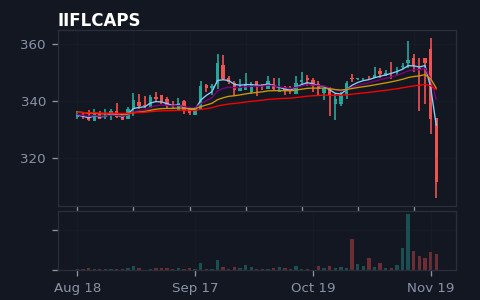 IIFLCAPS
360
340
320
Aug 18
Sep 17
Oct 19
Nov 19